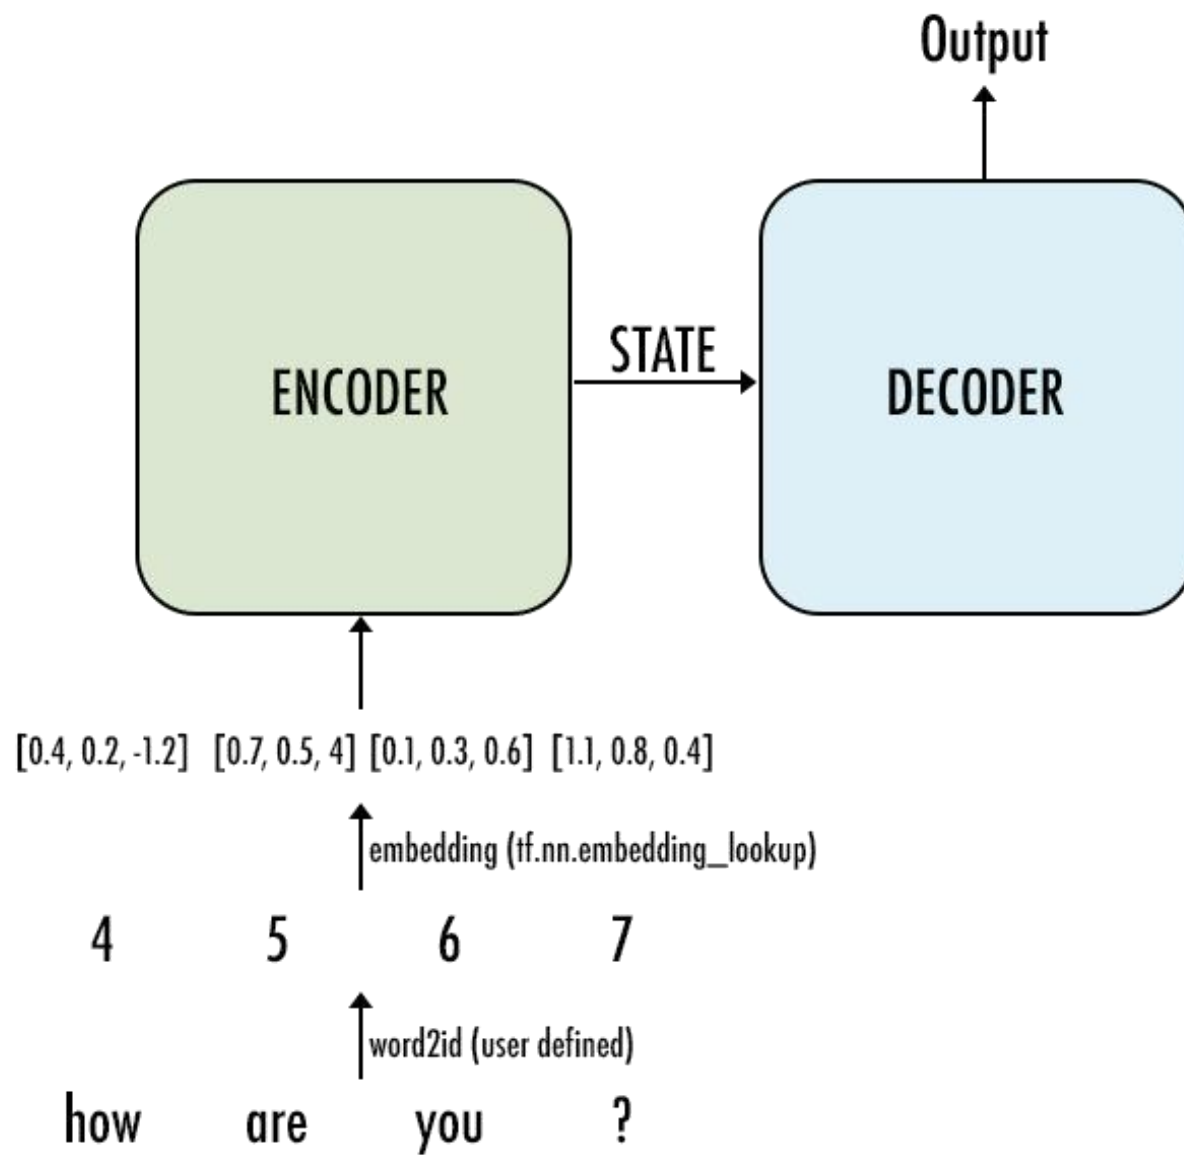 Output
ENCODER
STATE
DECODER
[0.4, 0.2, -1.2] [0.7, 0.5, 4] [0.1, 0.3, 0.6] [1.1, 0.8, 0.4]
embedding (tf.nn.embedding_lookup)
4 5 6 7
word2id (user defined)
how are you ?